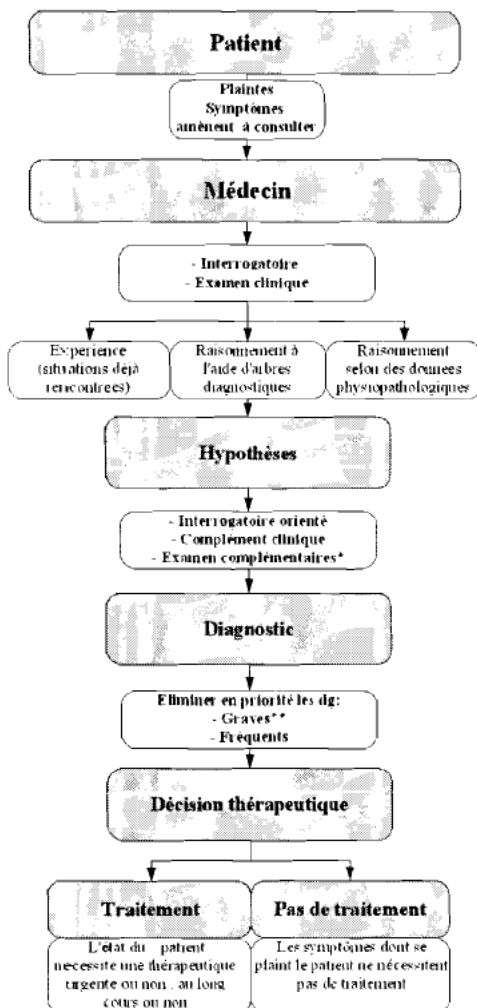 Patient
Plaintes
Symptômes
amènent à consulter
Médecin
- Interrogatoire
- Examen clinique
Expérience
(situations déjà
rencontrées)
Raisonnement à
l'aide d'arbres
diagnostiques
Raisonnement
selon des données
physiopathologiques
Hypothèses
- Interrogatoire orienté
- Complément clinique
- Examen complémentaires*
Diagnostic
Eliminer en priorité les dg:
- Graves**
- Fréquents
Décision thérapeutique
Traitement
L'état du patient
nécessite une thérapeutique
urgente ou non, au long
cours ou non
Pas de traitement
Les symptômes dont se
plaint le patient ne nécessitent
pas de traitement